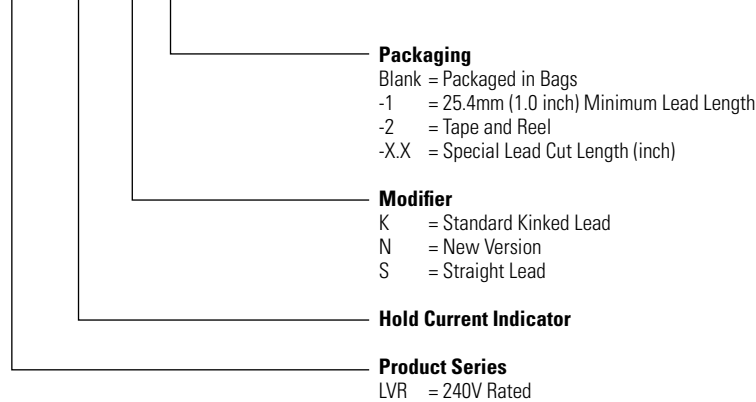 Packaging
Blank = Packaged in Bags
-1 = 25.4mm (1.0 inch) Minimum Lead Length
-2 = Tape and Reel
-X.X = Special Lead Cut Length (inch)
Modifier
K = Standard Kinked Lead
N = New Version
S = Straight Lead
Hold Current Indicator
Product Series
LVR = 240V Rated